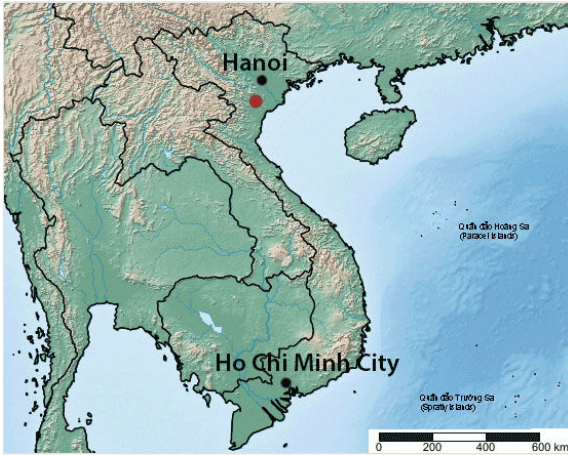 Hanoi
Quần đảo Hoàng Sa
(Paracel Islands)
Ho Chi Minh City
Quần đảo Trường Sa
(Spratly Islands)
0 200 400 600 km